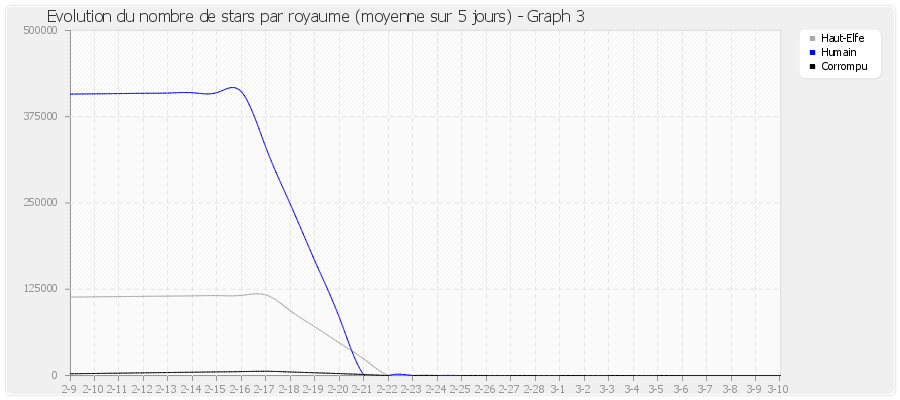 Evolution du nombre de stars par royaume (moyenne sur 5 jours) - Graph 3
500000
Haut-Elfe
Humain
Corrompu
375000
250000
125000
0
2-9 2-10 2-11 2-12 2-13 2-14 2-15 2-16 2-17 2-18 2-19 2-20 2-21 2-22 2-23 2-24 2-25 2-26 2-27 2-28 3-1 3-2 3-3 3-4 3-5 3-6 3-7 3-8 3-9 3-10